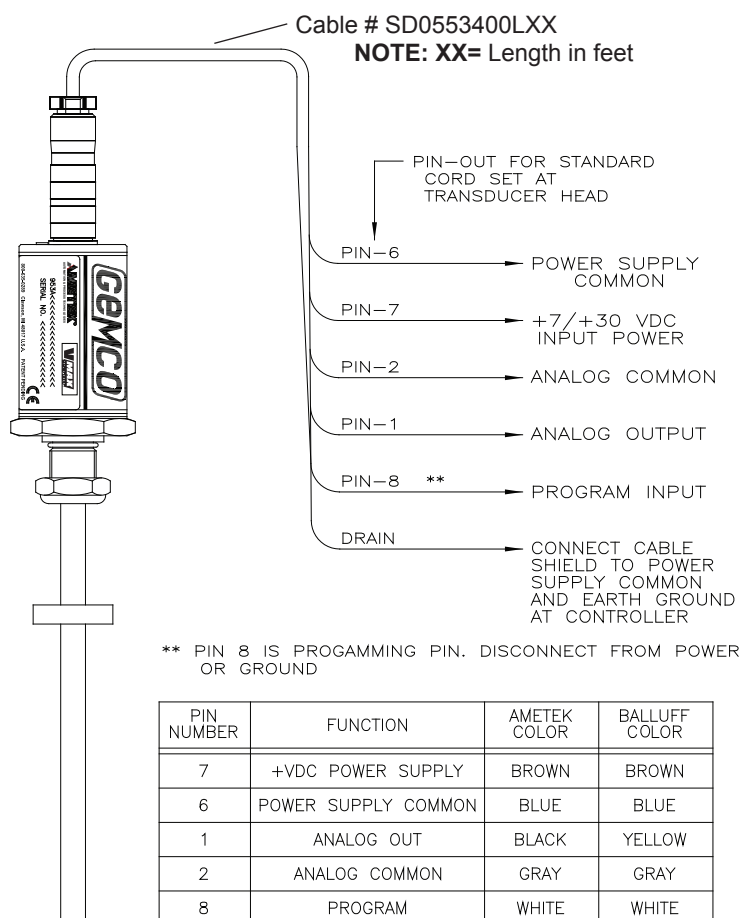 Cable # SD0553400LXX
NOTE: XX= Length in feet
PIN-OUT FOR STANDARD
CORD SET AT
TRANSDUCER HEAD
PIN-6
POWER SUPPLY
COMMON
PIN-7
+7/+30 VDC
INPUT POWER
PIN-2
ANALOG COMMON
PIN-1
ANALOG OUTPUT
PIN-8 **
PROGRAM INPUT
DRAIN
CONNECT CABLE
SHIELD TO POWER
SUPPLY COMMON
AND EARTH GROUND
AT CONTROLLER
GEMCO
AMETEK
953A<<<<<<<<<<<<<<<<
SERIAL NO. <<<<<<<<<<<<
PATENT PENDING
CE
** PIN 8 IS PROGAMMING PIN. DISCONNECT FROM POWER
OR GROUND
PIN NUMBER FUNCTION AMETEK COLOR BALLUFF COLOR
7 +VDC POWER SUPPLY BROWN BROWN
6 POWER SUPPLY COMMON BLUE BLUE
1 ANALOG OUT BLACK YELLOW
2 ANALOG COMMON GRAY GRAY
8 PROGRAM WHITE WHITE